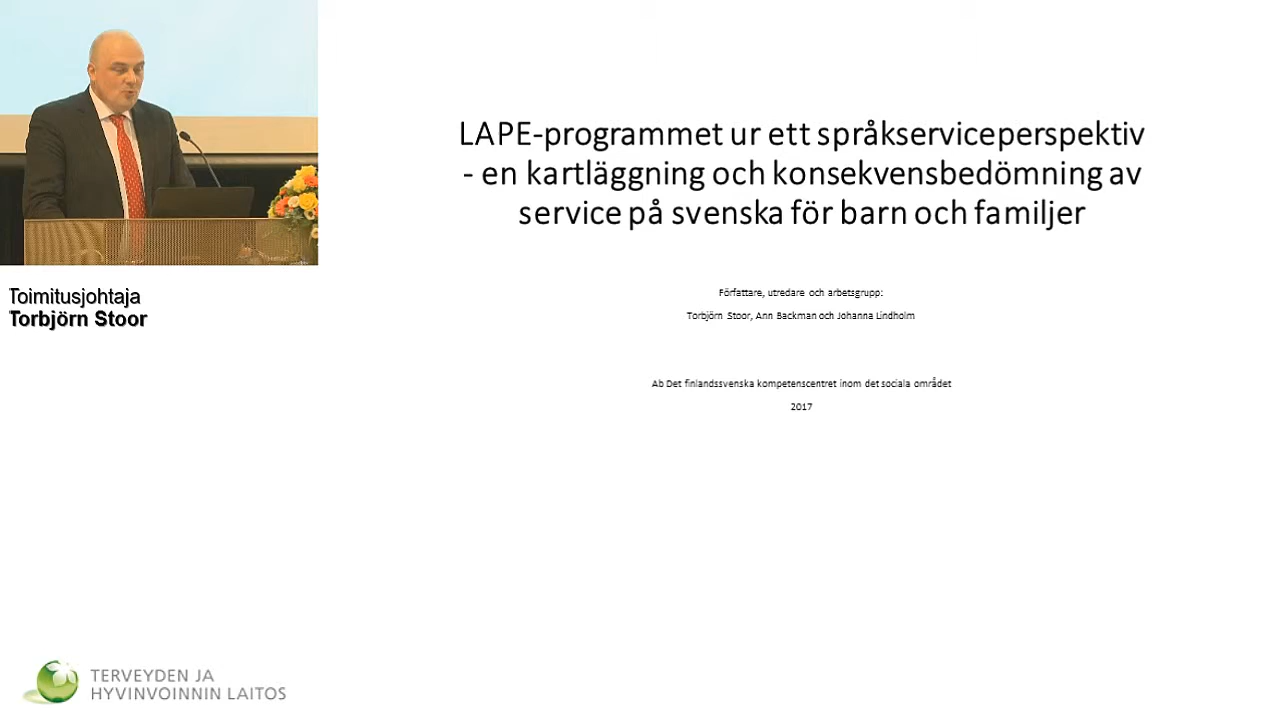 LAPE-programmet ur ett språkserviceperspektiv
- en kartläggning och konsekvensbedömning av
service på svenska för barn och familjer
Författare, utredare och arbetsgrupp:
Torbjörn Stoor, Ann Backman och Johanna Lindholm
Ab Det finlandssvenska kompetenscentret inom det sociala området
2017
Toimitusjohtaja
Torbjörn Stoor
TERVEYDEN JA
HYVINVOINNIN LAITOS